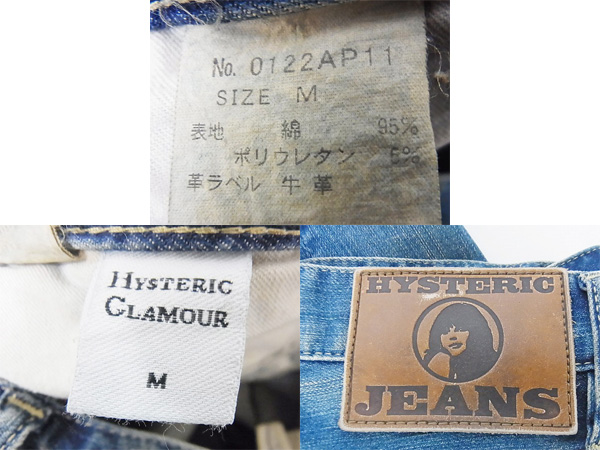 No. 0122AP11
SIZE M
表地 綿 95%
ポリウレタン 5%
革ラベル 牛革
HYSTERIC
GLAMOUR
M
HYSTERIC
JEANS